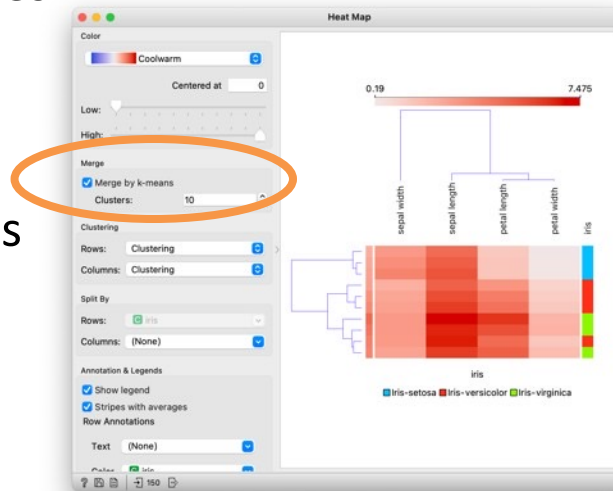 Heat Map
Color
Coolwarm
Centered at 0
Low:
High:
Merge
Merge by k-means
Clusters: 10
s
Clustering
Rows: Clustering
Columns: Clustering
Split By
Rows: C iris
Columns: (None)
Annotation & Legends
Show legend
Stripes with averages
Row Annotations
Text (None)
Color C iris
? 150
0.19 7.475
sepal width
sepal length
petal length
petal width
iris
iris
Iris-setosa Iris-versicolor Iris-virginica